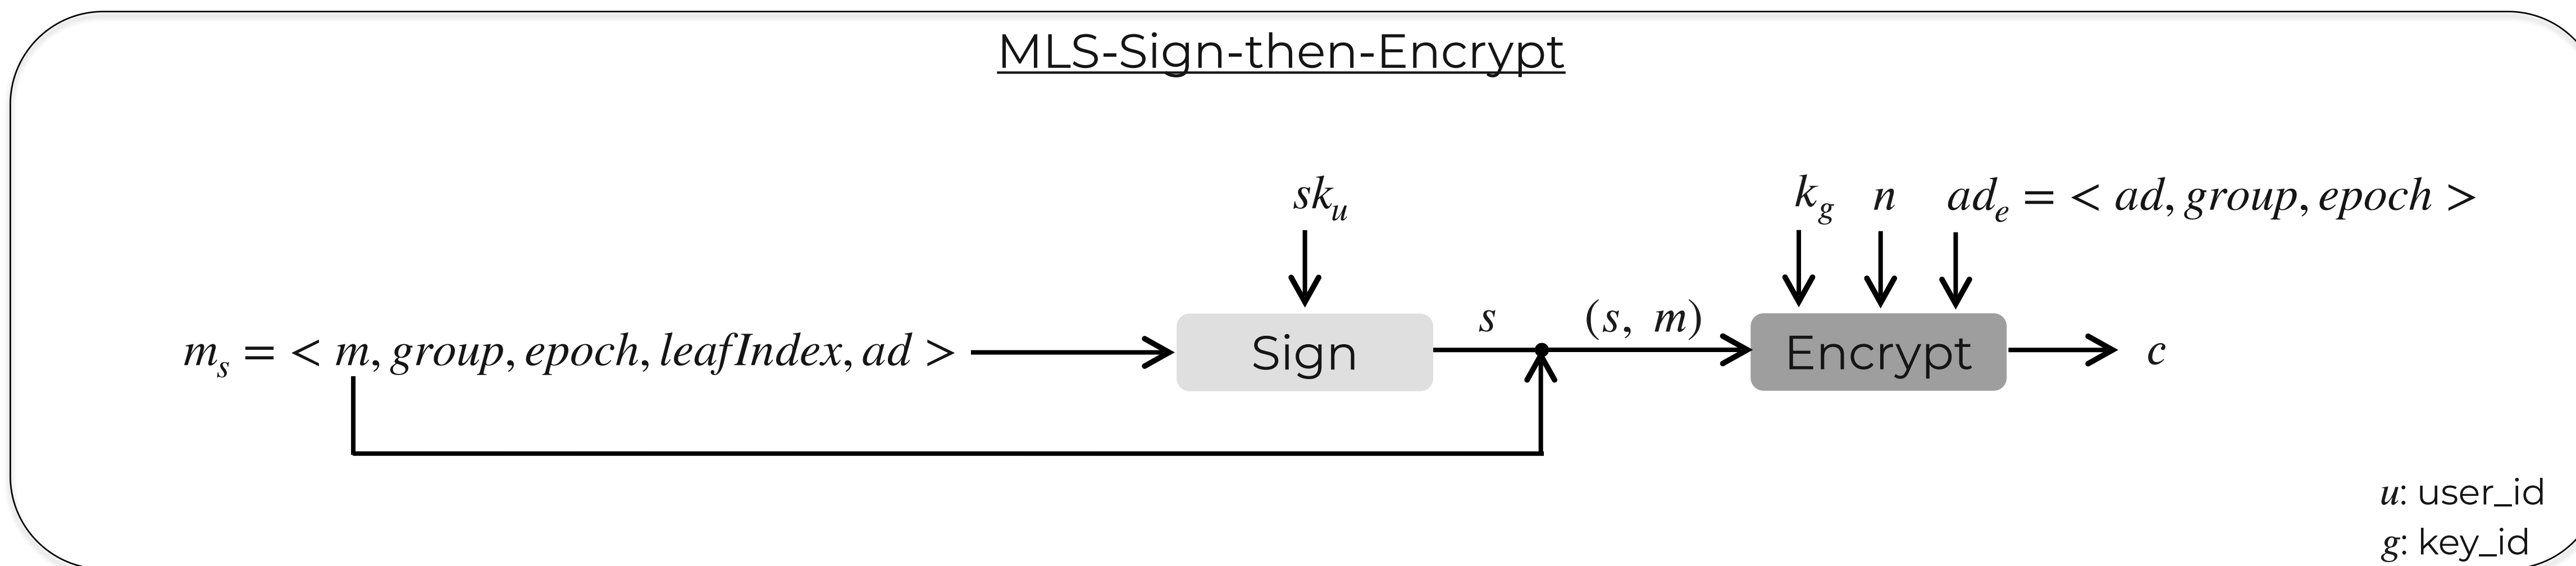 MLS-Sign-then-Encrypt
sk_u
k_g n ad_e = < ad, group, epoch >
m_s = < m, group, epoch, leafIndex, ad > Sign s (s, m) Encrypt c
u: user_id
g: key_id